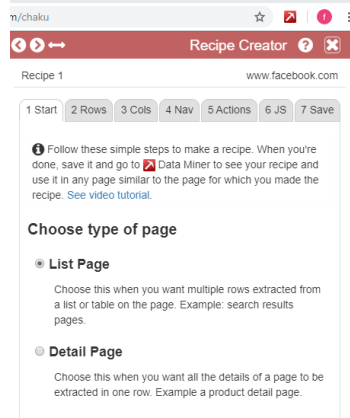 m/chaku
f
Recipe Creator
Recipe 1 www.facebook.com
1 Start 2 Rows 3 Cols 4 Nav 5 Actions 6 JS 7 Save
Follow these simple steps to make a recipe. When you're
done, save it and go to Data Miner to see your recipe and
use it in any page similar to the page for which you made the
recipe. See video tutorial.
Choose type of page
List Page
Choose this when you want multiple rows extracted from
a list or table on the page. Example: search results
pages.
Detail Page
Choose this when you want all the details of a page to be
extracted in one row. Example a product detail page.